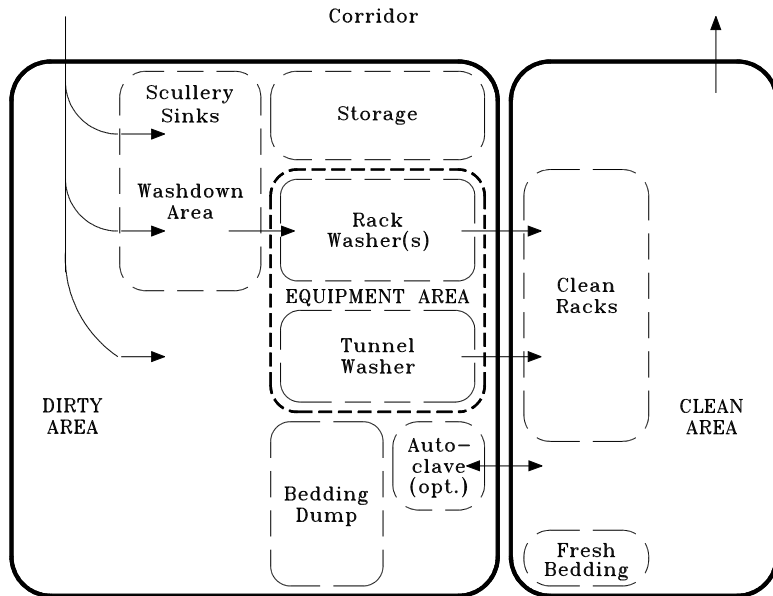 Corridor
Scullery
Sinks
Storage
Washdown
Area
Rack
Washer(s)
EQUIPMENT AREA
Clean
Racks
Tunnel
Washer
DIRTY
AREA
CLEAN
AREA
Auto-
clave
(opt.)
Bedding
Dump
Fresh
Bedding